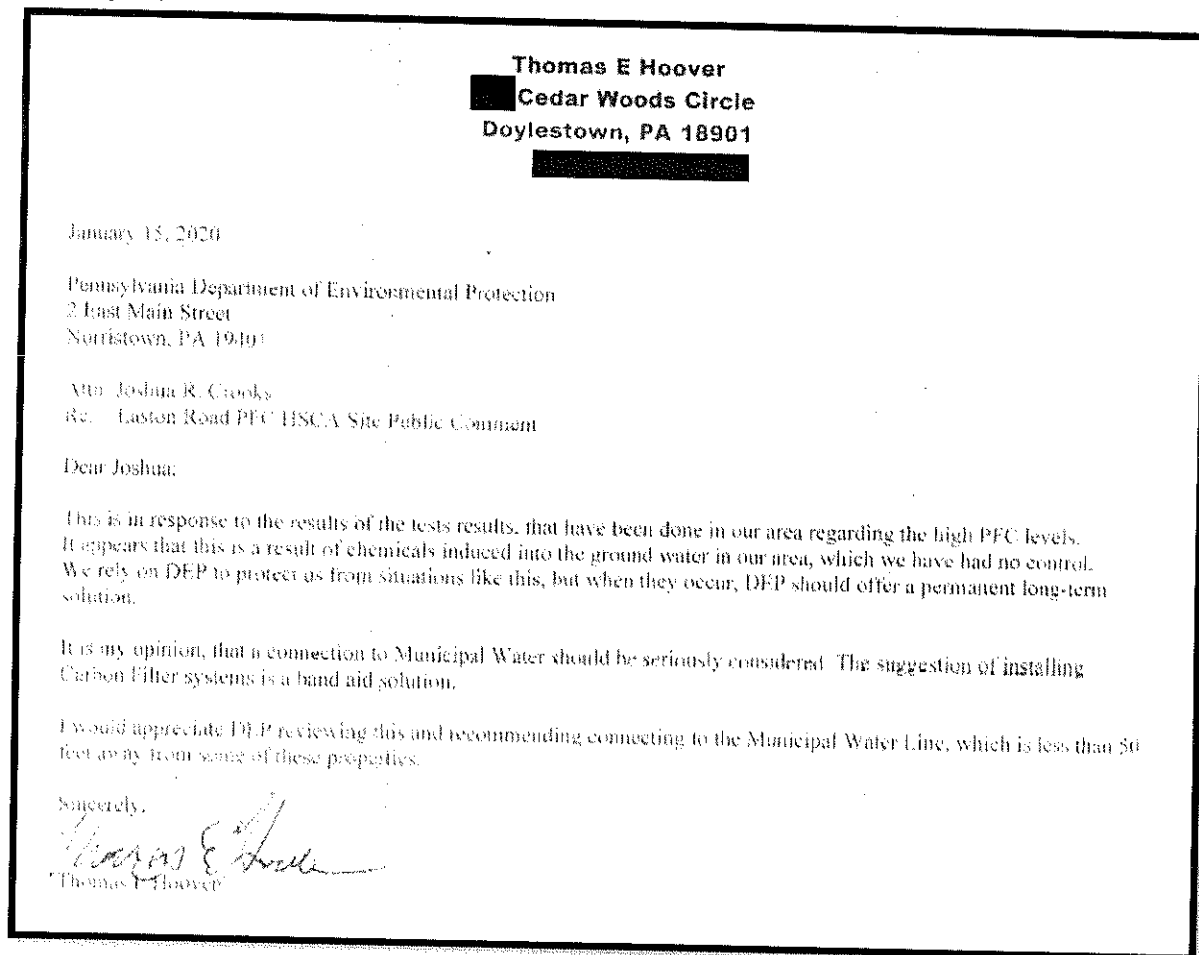 Thomas E Hoover
Cedar Woods Circle
Doylestown, PA 18901
January 15, 2020
Pennsylvania Department of Environmental Protection
2 East Main Street
Norristown, PA 19401
Attn: Joshua R. Crooks
Re: Easton Road PFC HSCA Site Public Comment
Dear Joshua:
This is in response to the results of the tests results, that have been done in our area regarding the high PFC levels.
It appears that this is a result of chemicals induced into the ground water in our area, which we have had no control.
We rely on DEP to protect us from situations like this, but when they occur, DEP should offer a permanent long-term
solution.
It is my opinion, that a connection to Municipal Water should be seriously considered. The suggestion of installing
Carbon Filter systems is a band aid solution.
I would appreciate DEP reviewing this and recommending connecting to the Municipal Water Line, which is less than 50
feet away from some of these properties.
Sincerely,
Thomas E Hoover
Thomas E Hoover